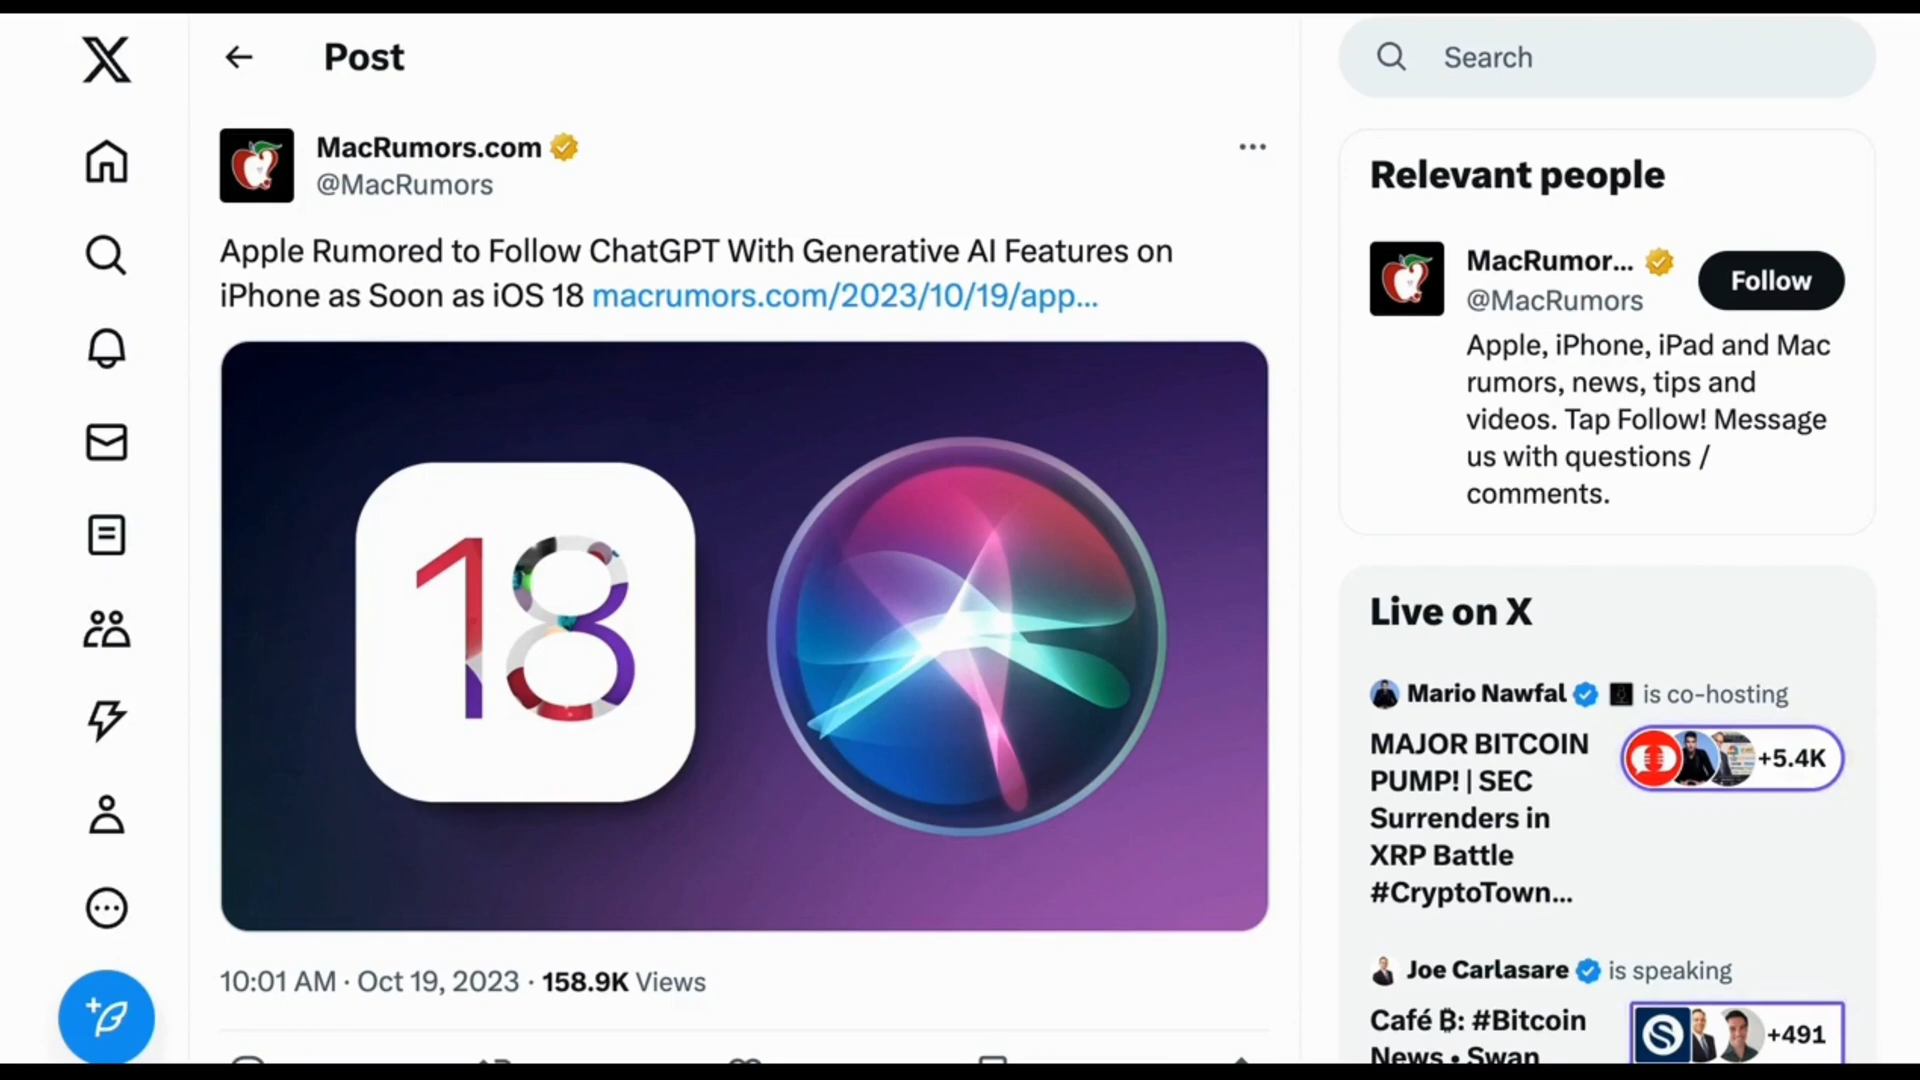 Post
MacRumors.com
@MacRumors
Apple Rumored to Follow ChatGPT With Generative AI Features on
iPhone as Soon as iOS 18 macrumors.com/2023/10/19/app...
18
10:01 AM · Oct 19, 2023 · 158.9K Views
Search
Relevant people
MacRumor...
@MacRumors
Follow
Apple, iPhone, iPad and Mac
rumors, news, tips and
videos. Tap Follow! Message
us with questions /
comments.
Live on X
Mario Nawfal is co-hosting
MAJOR BITCOIN
PUMP! | SEC
Surrenders in
XRP Battle
#CryptoTown...
+5.4K
Joe Carlasare is speaking
Café ₿: #Bitcoin
News • Swan
+491